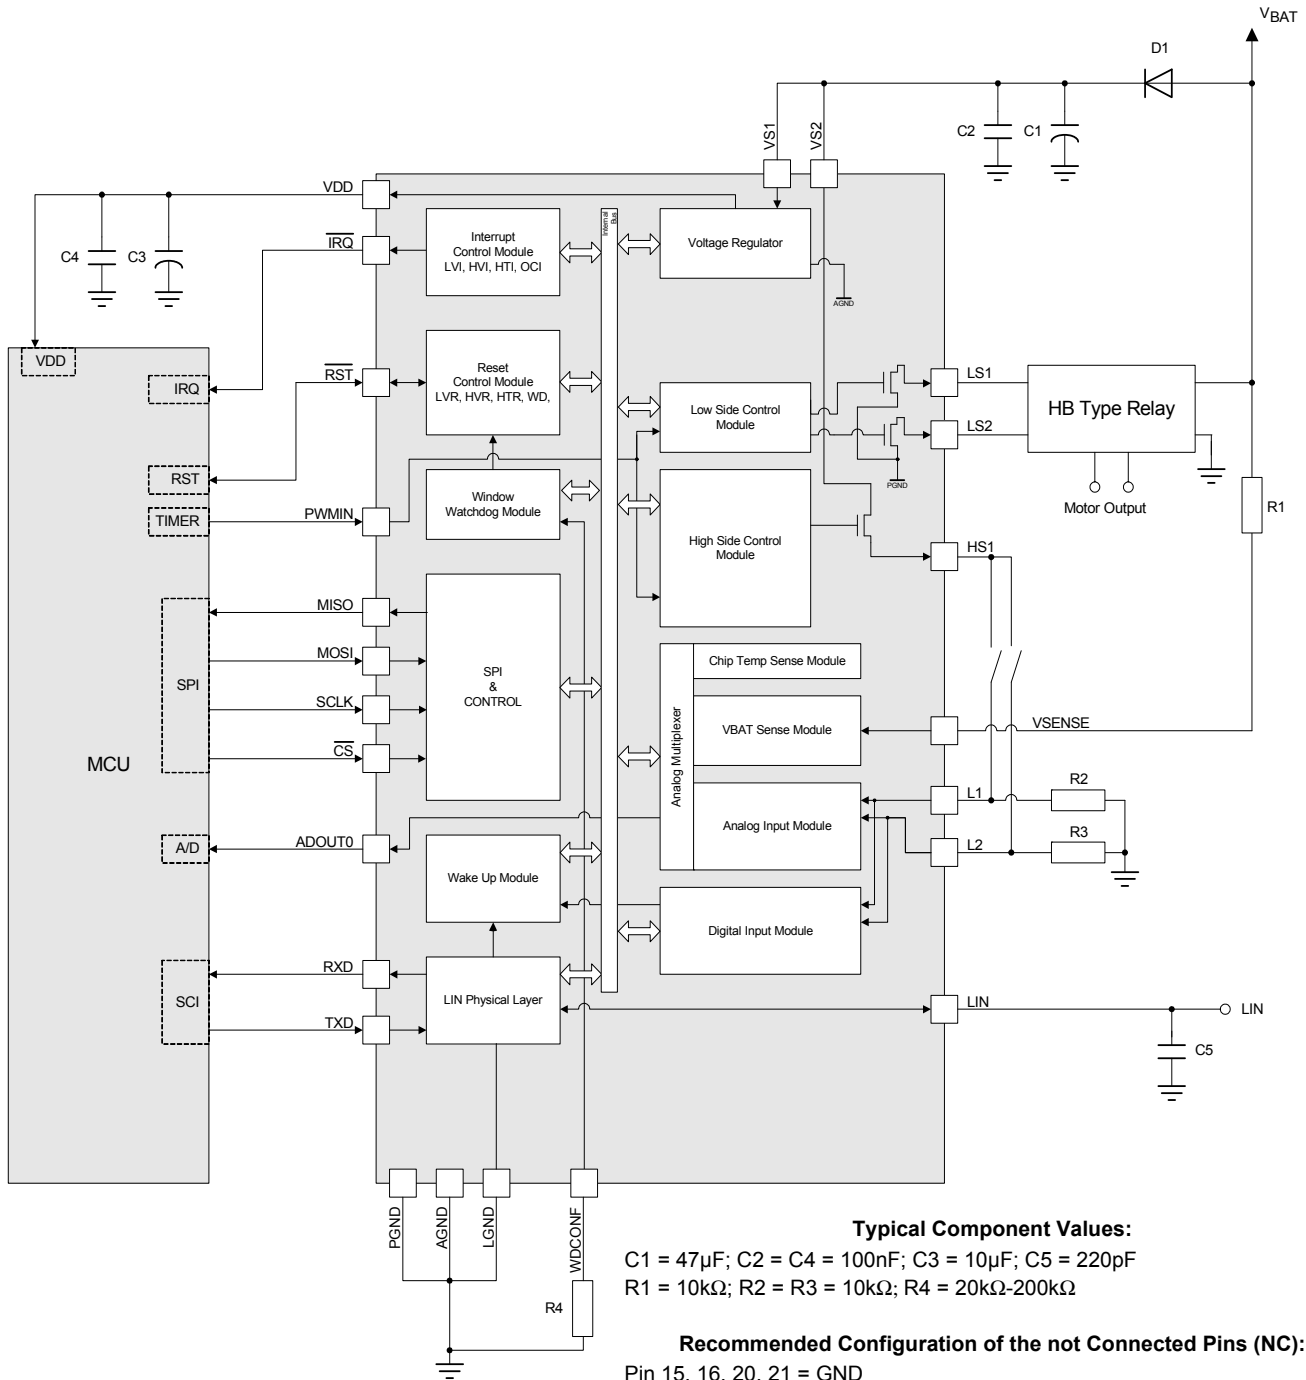 VBAT
D1
VS1
VS2
C2
C1
VDD
C4
C3
IRQ
Interrupt
Control Module
LVI, HVI, HTI, OCI
Internal
Bus
Voltage Regulator
AGND
VDD
IRQ
RST
Reset
Control Module
LVR, HVR, HTR, WD,
Low Side Control
Module
LS1
LS2
PGND
HB Type Relay
Motor Output
R1
RST
TIMER
PWMIN
Window
Watchdog Module
High Side Control
Module
HS1
MISO
MOSI
SCLK
CS
SPI
SPI
&
CONTROL
MCU
Analog Multiplexer
Chip Temp Sense Module
VBAT Sense Module
VSENSE
Analog Input Module
L1
L2
R2
R3
A/D
ADOUT0
Wake Up Module
Digital Input Module
SCI
RXD
TXD
LIN Physical Layer
LIN
LIN
C5
PGND
AGND
LGND
WDCONF
R4
Typical Component Values:
C1 = 47µF; C2 = C4 = 100nF; C3 = 10µF; C5 = 220pF
R1 = 10kΩ; R2 = R3 = 10kΩ; R4 = 20kΩ-200kΩ
Recommended Configuration of the not Connected Pins (NC):
Pin 15, 16, 20, 21 = GND